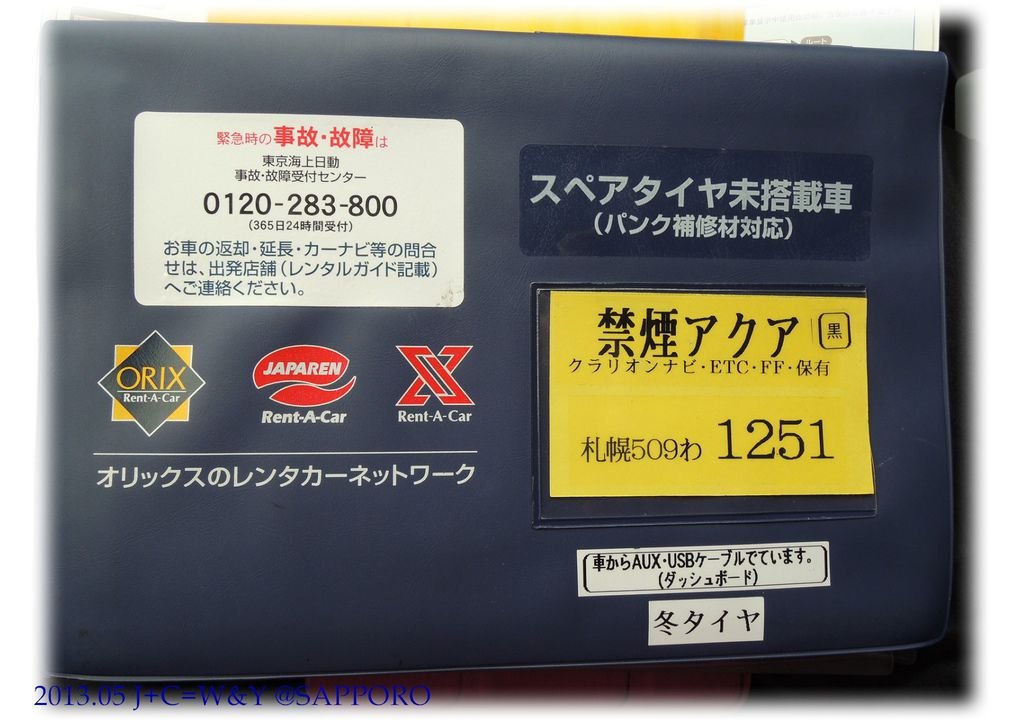 緊急時の事故・故障は
東京海上日動
事故・故障受付センター
0120-283-800
(365日24時間受付)
お車の返却・延長・カーナビ等の問合
せは、出発店舗(レンタルガイド記載)
へご連絡ください。
ORIX
Rent-A-Car
JAPAREN
Rent-A-Car
X
Rent-A-Car
オリックスのレンタカーネットワーク
スペアタイヤ未搭載車
(パンク補修材対応)
禁煙アクア 黒
クラリオンナビ・ETC・FF・保有
札幌509わ 1251
車からAUX・USBケーブルでています。
(ダッシュボード)
冬タイヤ
2013.05 J+C=W&Y @SAPPORO